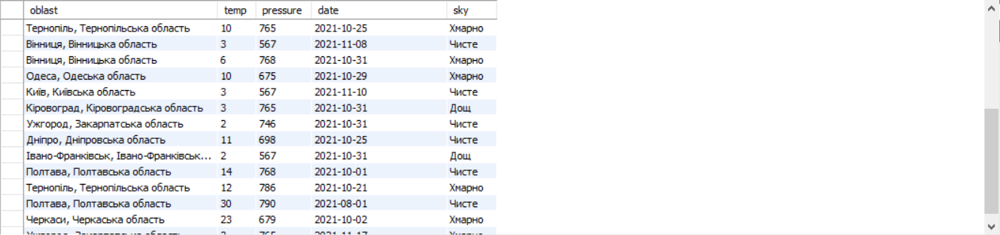 oblast temp pressure date sky
Тернопіль, Тернопільська область 10 765 2021-10-25 Хмарно
Вінниця, Вінницька область 3 567 2021-11-08 Чисте
Вінниця, Вінницька область 6 768 2021-10-31 Хмарно
Одеса, Одеська область 10 675 2021-10-29 Хмарно
Київ, Київська область 3 567 2021-11-10 Чисте
Кіровоград, Кіровоградська область 3 765 2021-10-31 Дощ
Ужгород, Закарпатська область 2 746 2021-10-31 Чисте
Дніпро, Дніпровська область 11 698 2021-10-25 Чисте
Івано-Франківськ, Івано-Франківськ... 2 567 2021-10-31 Дощ
Полтава, Полтавська область 14 768 2021-10-01 Чисте
Тернопіль, Тернопільська область 12 786 2021-10-21 Хмарно
Полтава, Полтавська область 30 790 2021-08-01 Чисте
Черкаси, Черкаська область 23 679 2021-10-02 Хмарно